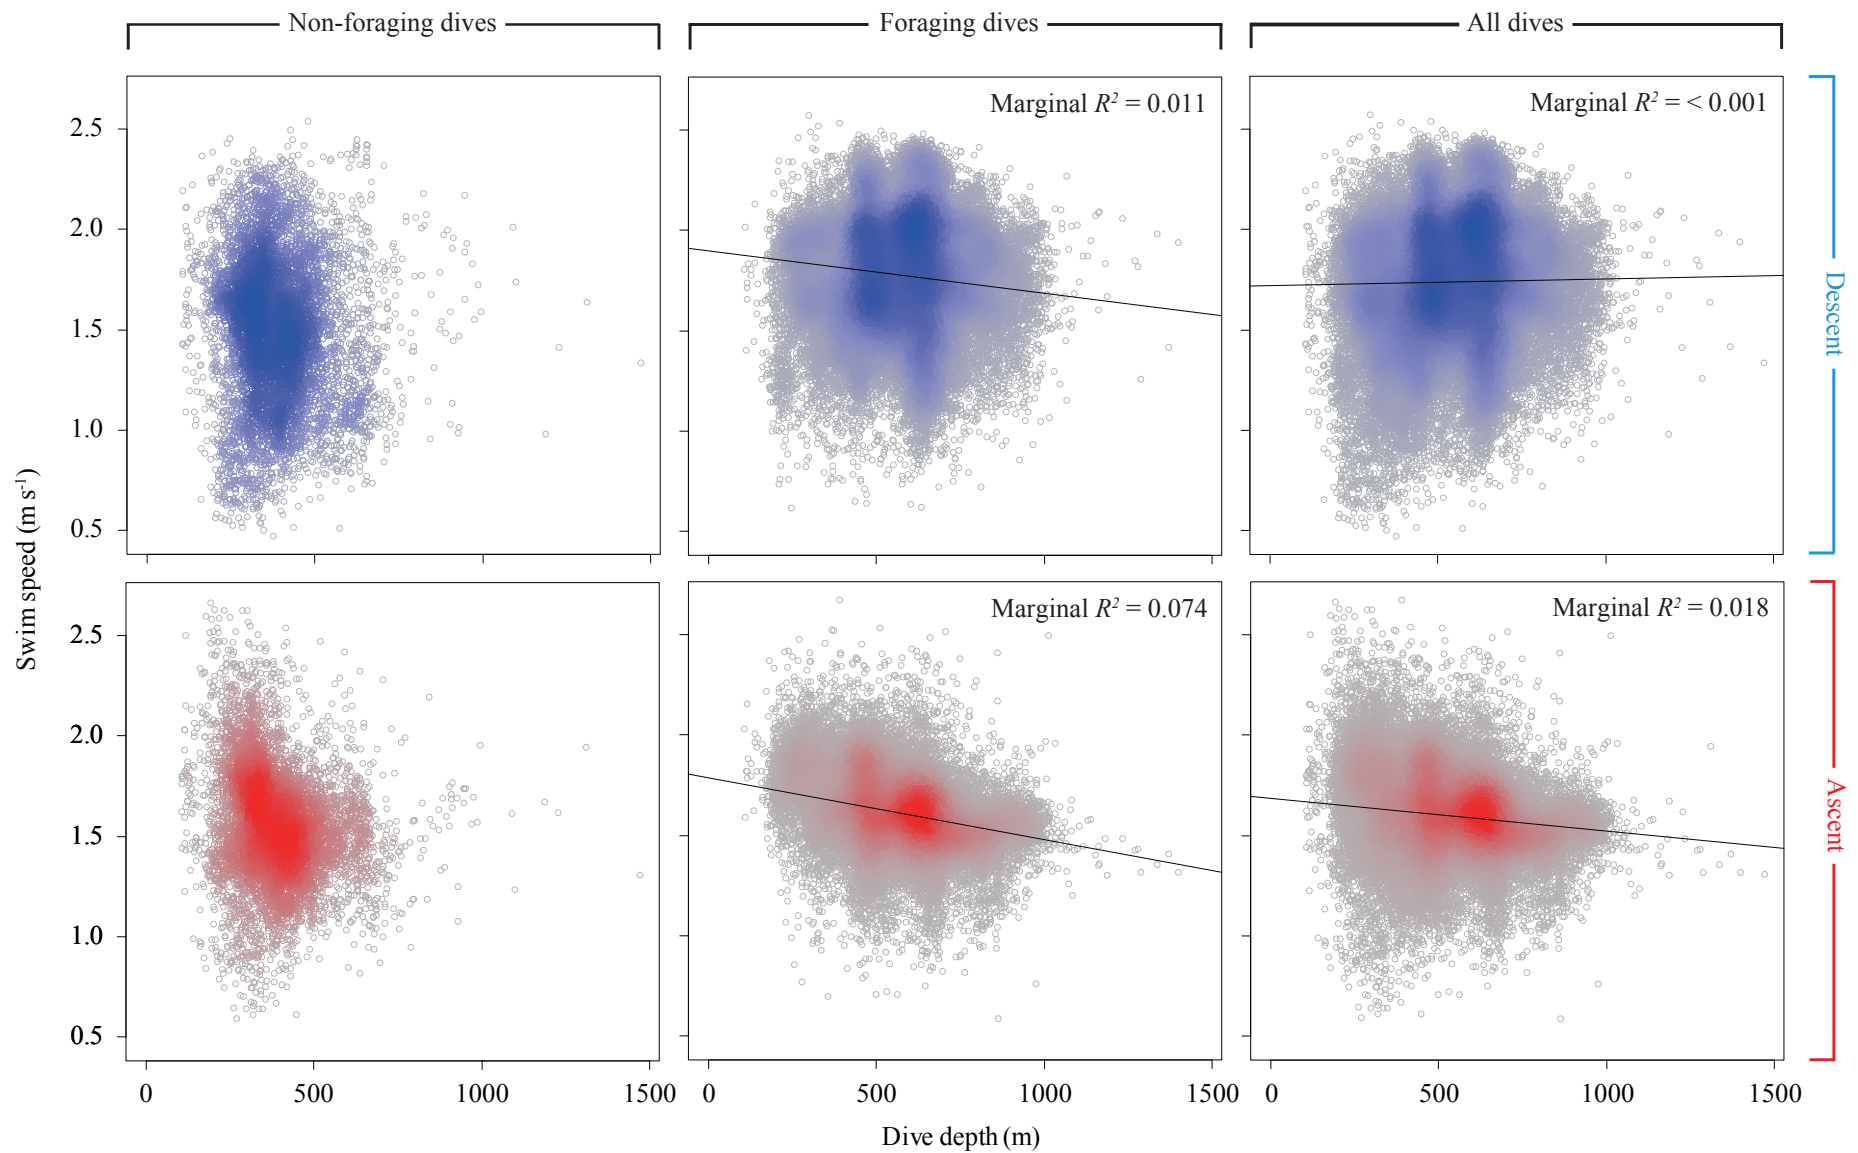 Non-foraging dives
Foraging dives
All dives
Marginal R² = 0.011
Marginal R² = < 0.001
2.5
2.0
1.5
1.0
0.5
Descent
Swim speed (m s⁻¹)
Marginal R² = 0.074
Marginal R² = 0.018
2.5
2.0
1.5
1.0
0.5
Ascent
0 500 1000 1500 0 500 1000 1500 0 500 1000 1500
Dive depth (m)